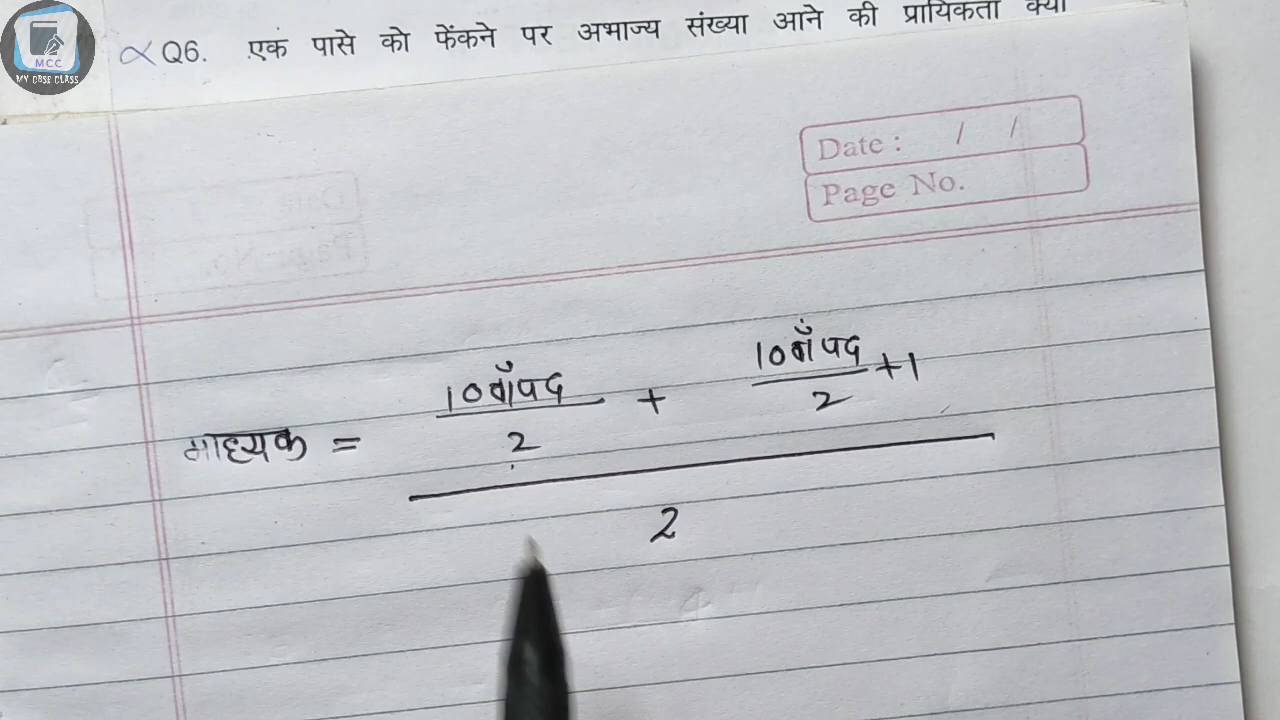 MCC
MY CBSE CLASS
Q6. एक पासे को फेंकने पर अभाज्य संख्या आने की प्रायिकता क्या
Date : / /
Page No.
माध्यक = 10वाँ पद / 2 + 10वाँ पद / 2 + 1
2